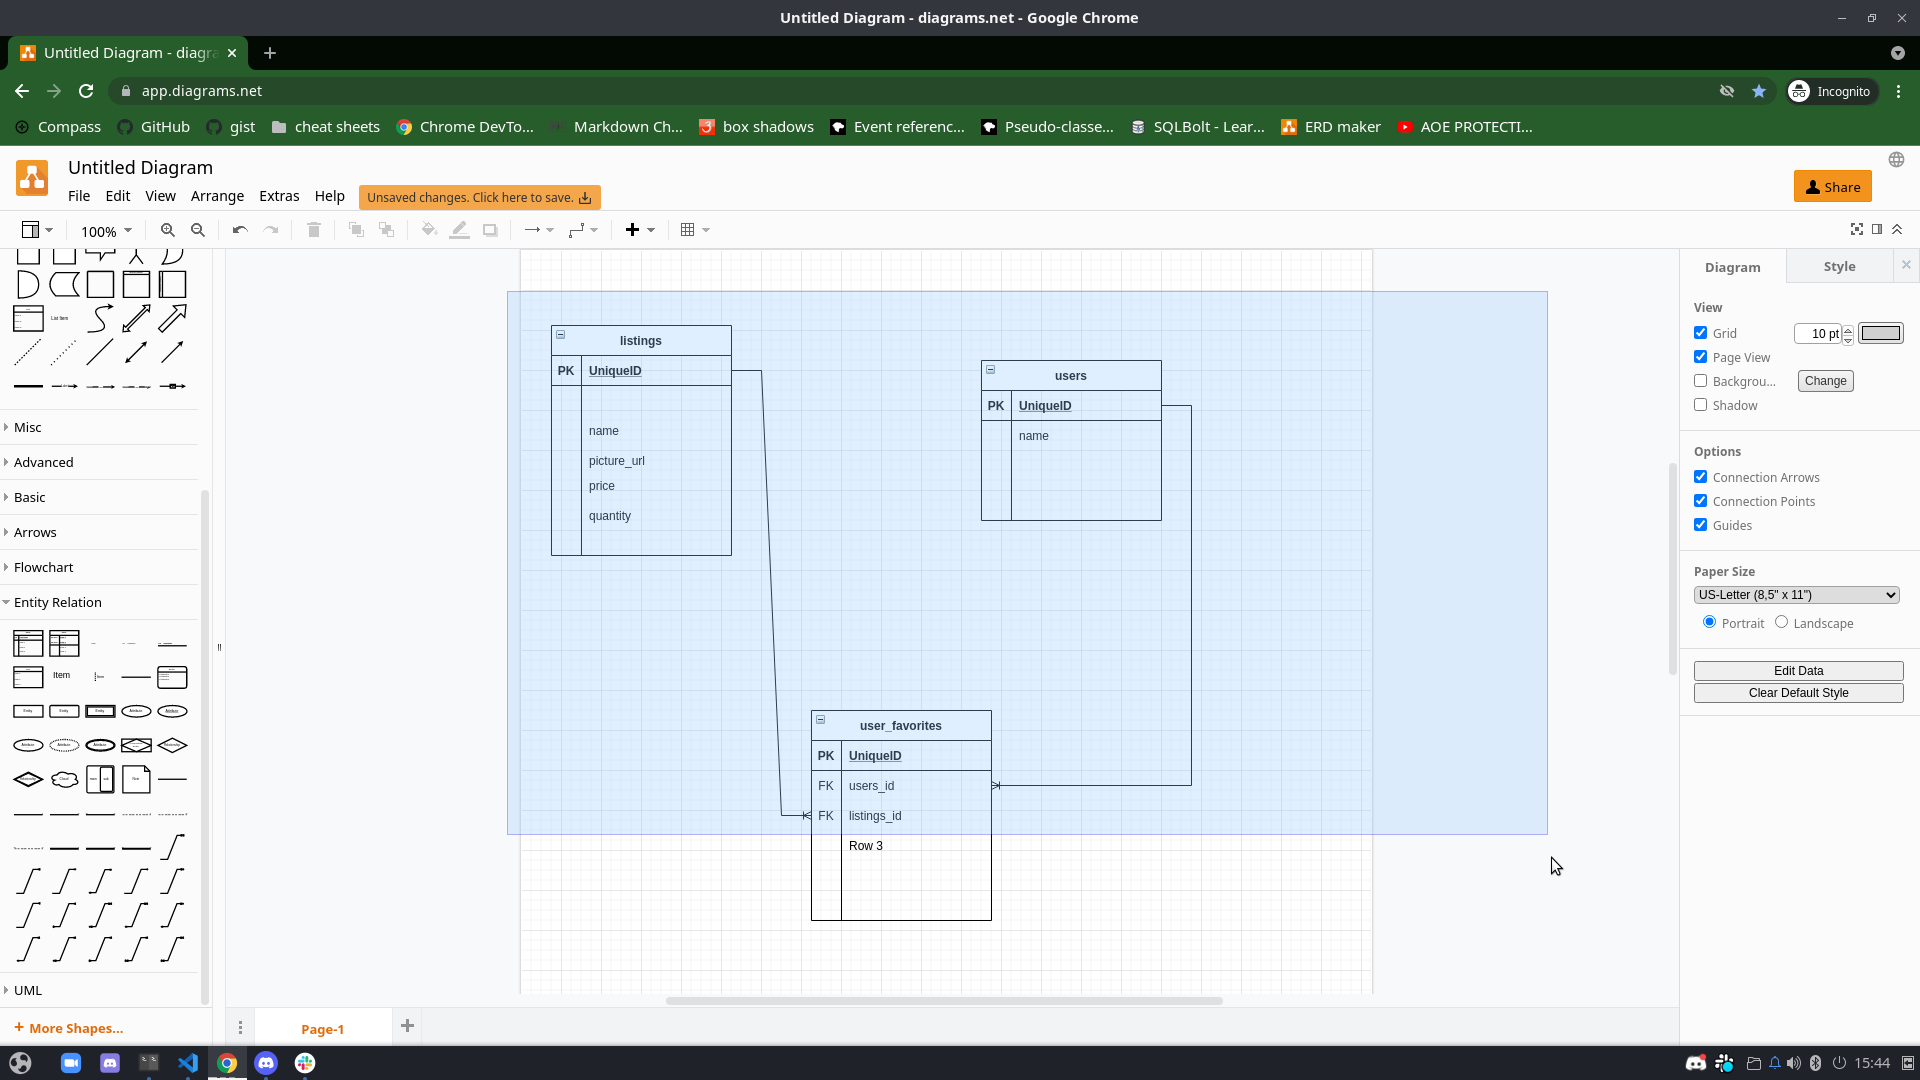 Untitled Diagram - diagrams.net - Google Chrome
Untitled Diagram - diagra
app.diagrams.net
Incognito
Compass
GitHub
gist
cheat sheets
Chrome DevTo...
Markdown Ch...
box shadows
Event referenc...
Pseudo-classe...
SQLBolt - Lear...
ERD maker
AOE PROTECTI...
Untitled Diagram
File Edit View Arrange Extras Help
Unsaved changes. Click here to save.
Share
100%
List Item
Misc
Advanced
Basic
Arrows
Flowchart
Entity Relation
Item
UML
+ More Shapes...
listings
PK UniqueID
name
picture_url
price
quantity
users
PK UniqueID
name
user_favorites
PK UniqueID
FK users_id
FK listings_id
Row 3
Page-1
Diagram
Style
View
Grid
10 pt
Page View
Backgrou...
Change
Shadow
Options
Connection Arrows
Connection Points
Guides
Paper Size
US-Letter (8,5" x 11")
Portrait
Landscape
Edit Data
Clear Default Style
15:44